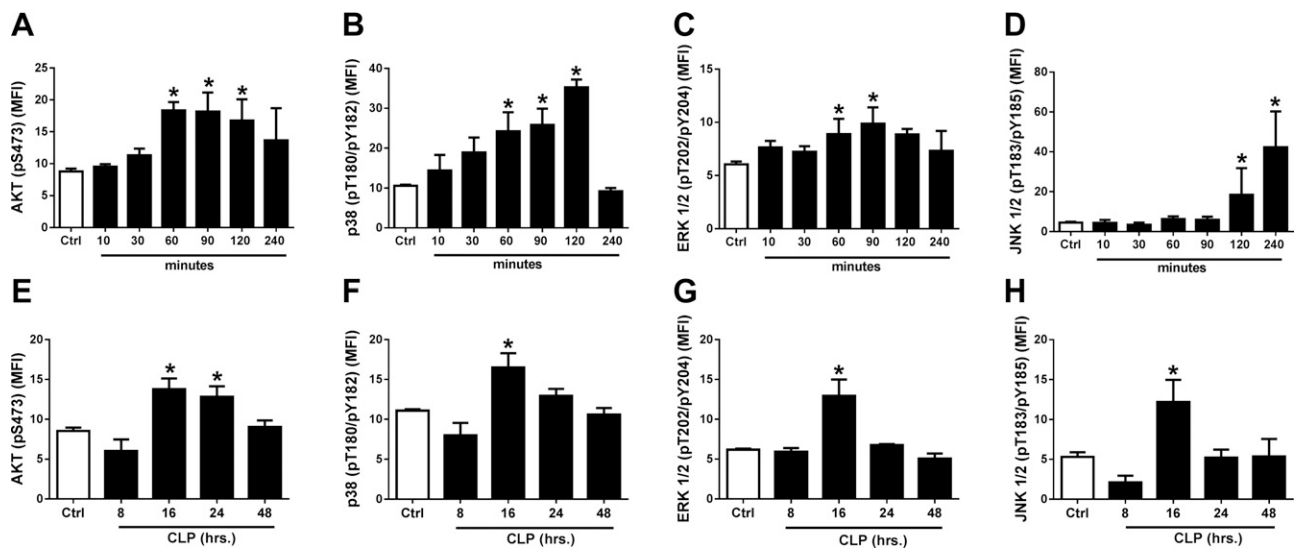 A
AKT (pS473) (MFI)
25
20
15
10
5
0
* * *
Ctrl 10 30 60 90 120 240
minutes
B
p38 (pT180/pY182) (MFI)
40
30
20
10
0
* * *
Ctrl 10 30 60 90 120 240
minutes
C
ERK 1/2 (pT202/pY204) (MFI)
15
10
5
0
* *
Ctrl 10 30 60 90 120 240
minutes
D
JNK 1/2 (pT183/pY185) (MFI)
80
60
40
20
0
* *
Ctrl 10 30 60 90 120 240
minutes
E
AKT (pS473) (MFI)
20
15
10
5
0
* *
Ctrl 8 16 24 48
CLP (hrs.)
F
p38 (pT180/pY182) (MFI)
20
15
10
5
0
*
Ctrl 8 16 24 48
CLP (hrs.)
G
ERK 1/2 (pT202/pY204) (MFI)
20
15
10
5
0
*
Ctrl 8 16 24 48
CLP (hrs.)
H
JNK 1/2 (pT183/pY185) (MFI)
20
15
10
5
0
*
Ctrl 8 16 24 48
CLP (hrs.)